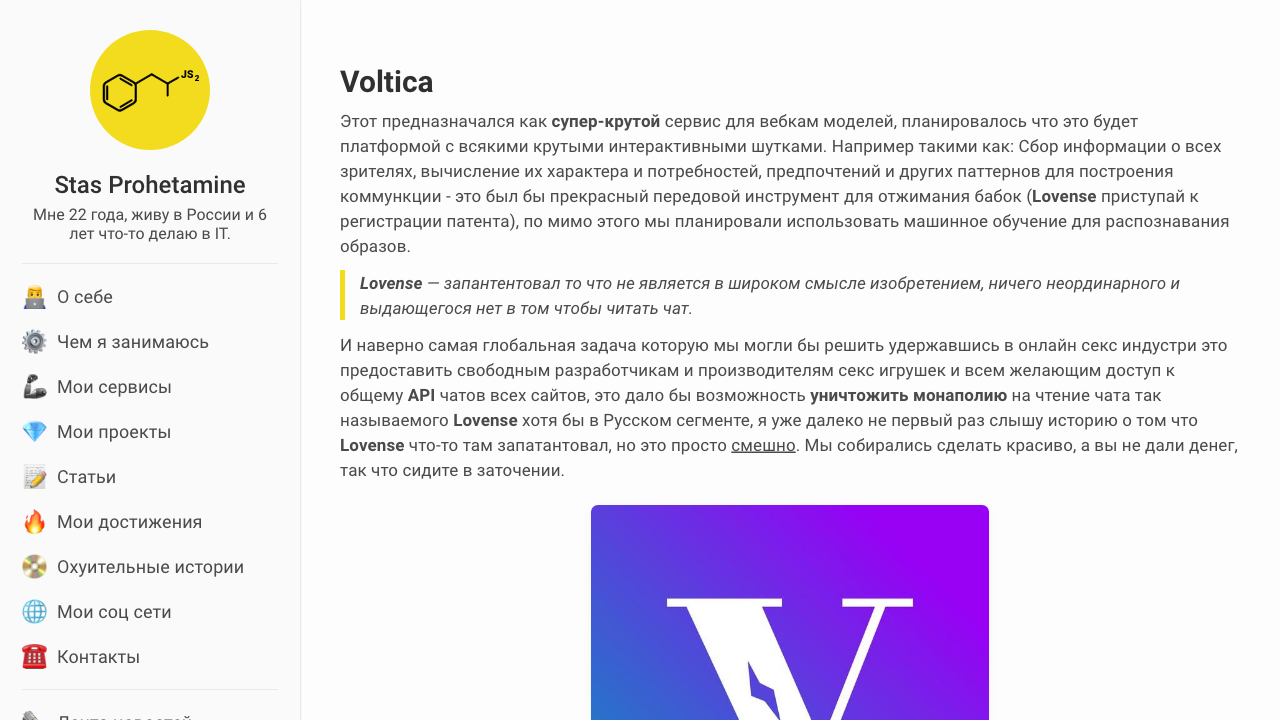 JS2
Stas Prohetamine
Мне 22 года, живу в России и 6
лет что-то делаю в IT.
О себе
Чем я занимаюсь
Мои сервисы
Мои проекты
Статьи
Мои достижения
Охуительные истории
Мои соц сети
Контакты
Лента новостей
Voltica
Этот предназначался как супер-крутой сервис для вебкам моделей, планировалось что это будет
платформой с всякими крутыми интерактивными шутками. Например такими как: Сбор информации о всех
зрителях, вычисление их характера и потребностей, предпочтений и других паттернов для построения
коммункции - это был бы прекрасный передовой инструмент для отжимания бабок (Lovense приступай к
регистрации патента), по мимо этого мы планировали использовать машинное обучение для распознавания
образов.
Lovense — запантентовал то что не является в широком смысле изобретением, ничего неординарного и
выдающегося нет в том чтобы читать чат.
И наверно самая глобальная задача которую мы могли бы решить удержавшись в онлайн секс индустри это
предоставить свободным разработчикам и производителям секс игрушек и всем желающим доступ к
общему API чатов всех сайтов, это дало бы возможность уничтожить монаполию на чтение чата так
называемого Lovense хотя бы в Русском сегменте, я уже далеко не первый раз слышу историю о том что
Lovense что-то там запатантовал, но это просто смешно. Мы собирались сделать красиво, а вы не дали денег,
так что сидите в заточении.
V